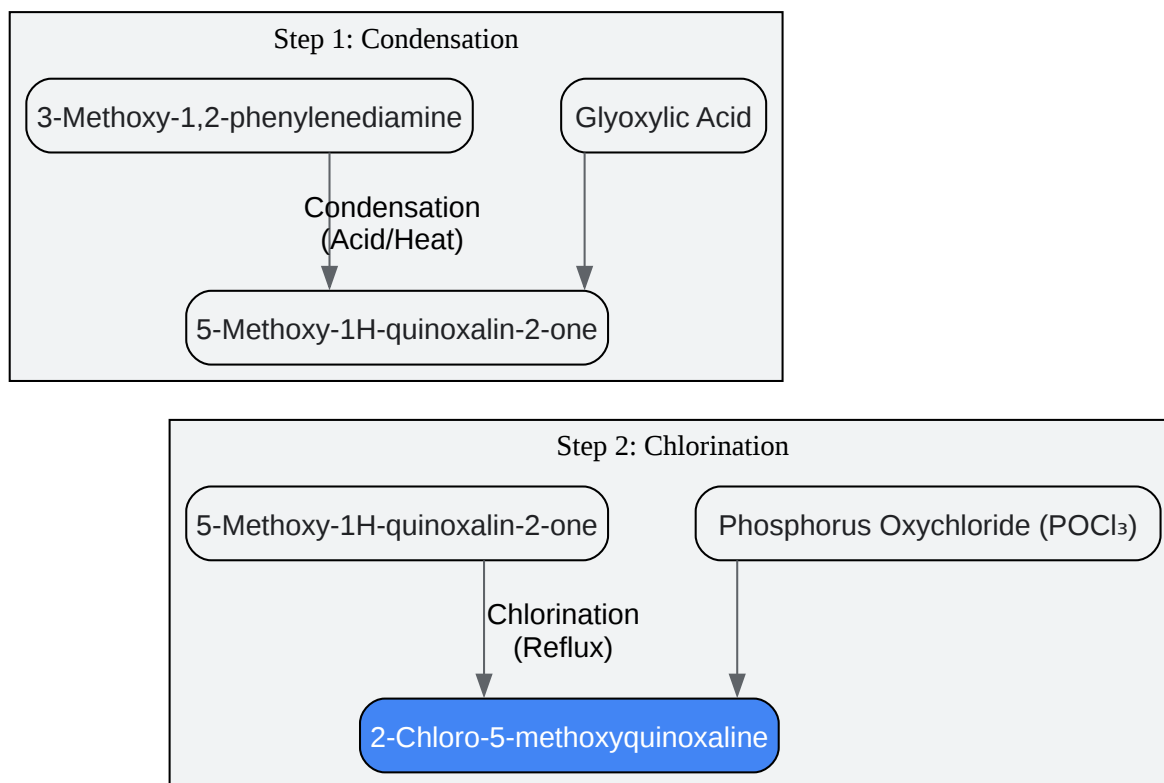 Step 1: Condensation
3-Methoxy-1,2-phenylenediamine
Glyoxylic Acid
Condensation
(Acid/Heat)
5-Methoxy-1H-quinoxalin-2-one
Step 2: Chlorination
5-Methoxy-1H-quinoxalin-2-one
Phosphorus Oxychloride (POCl₃)
Chlorination
(Reflux)
2-Chloro-5-methoxyquinoxaline